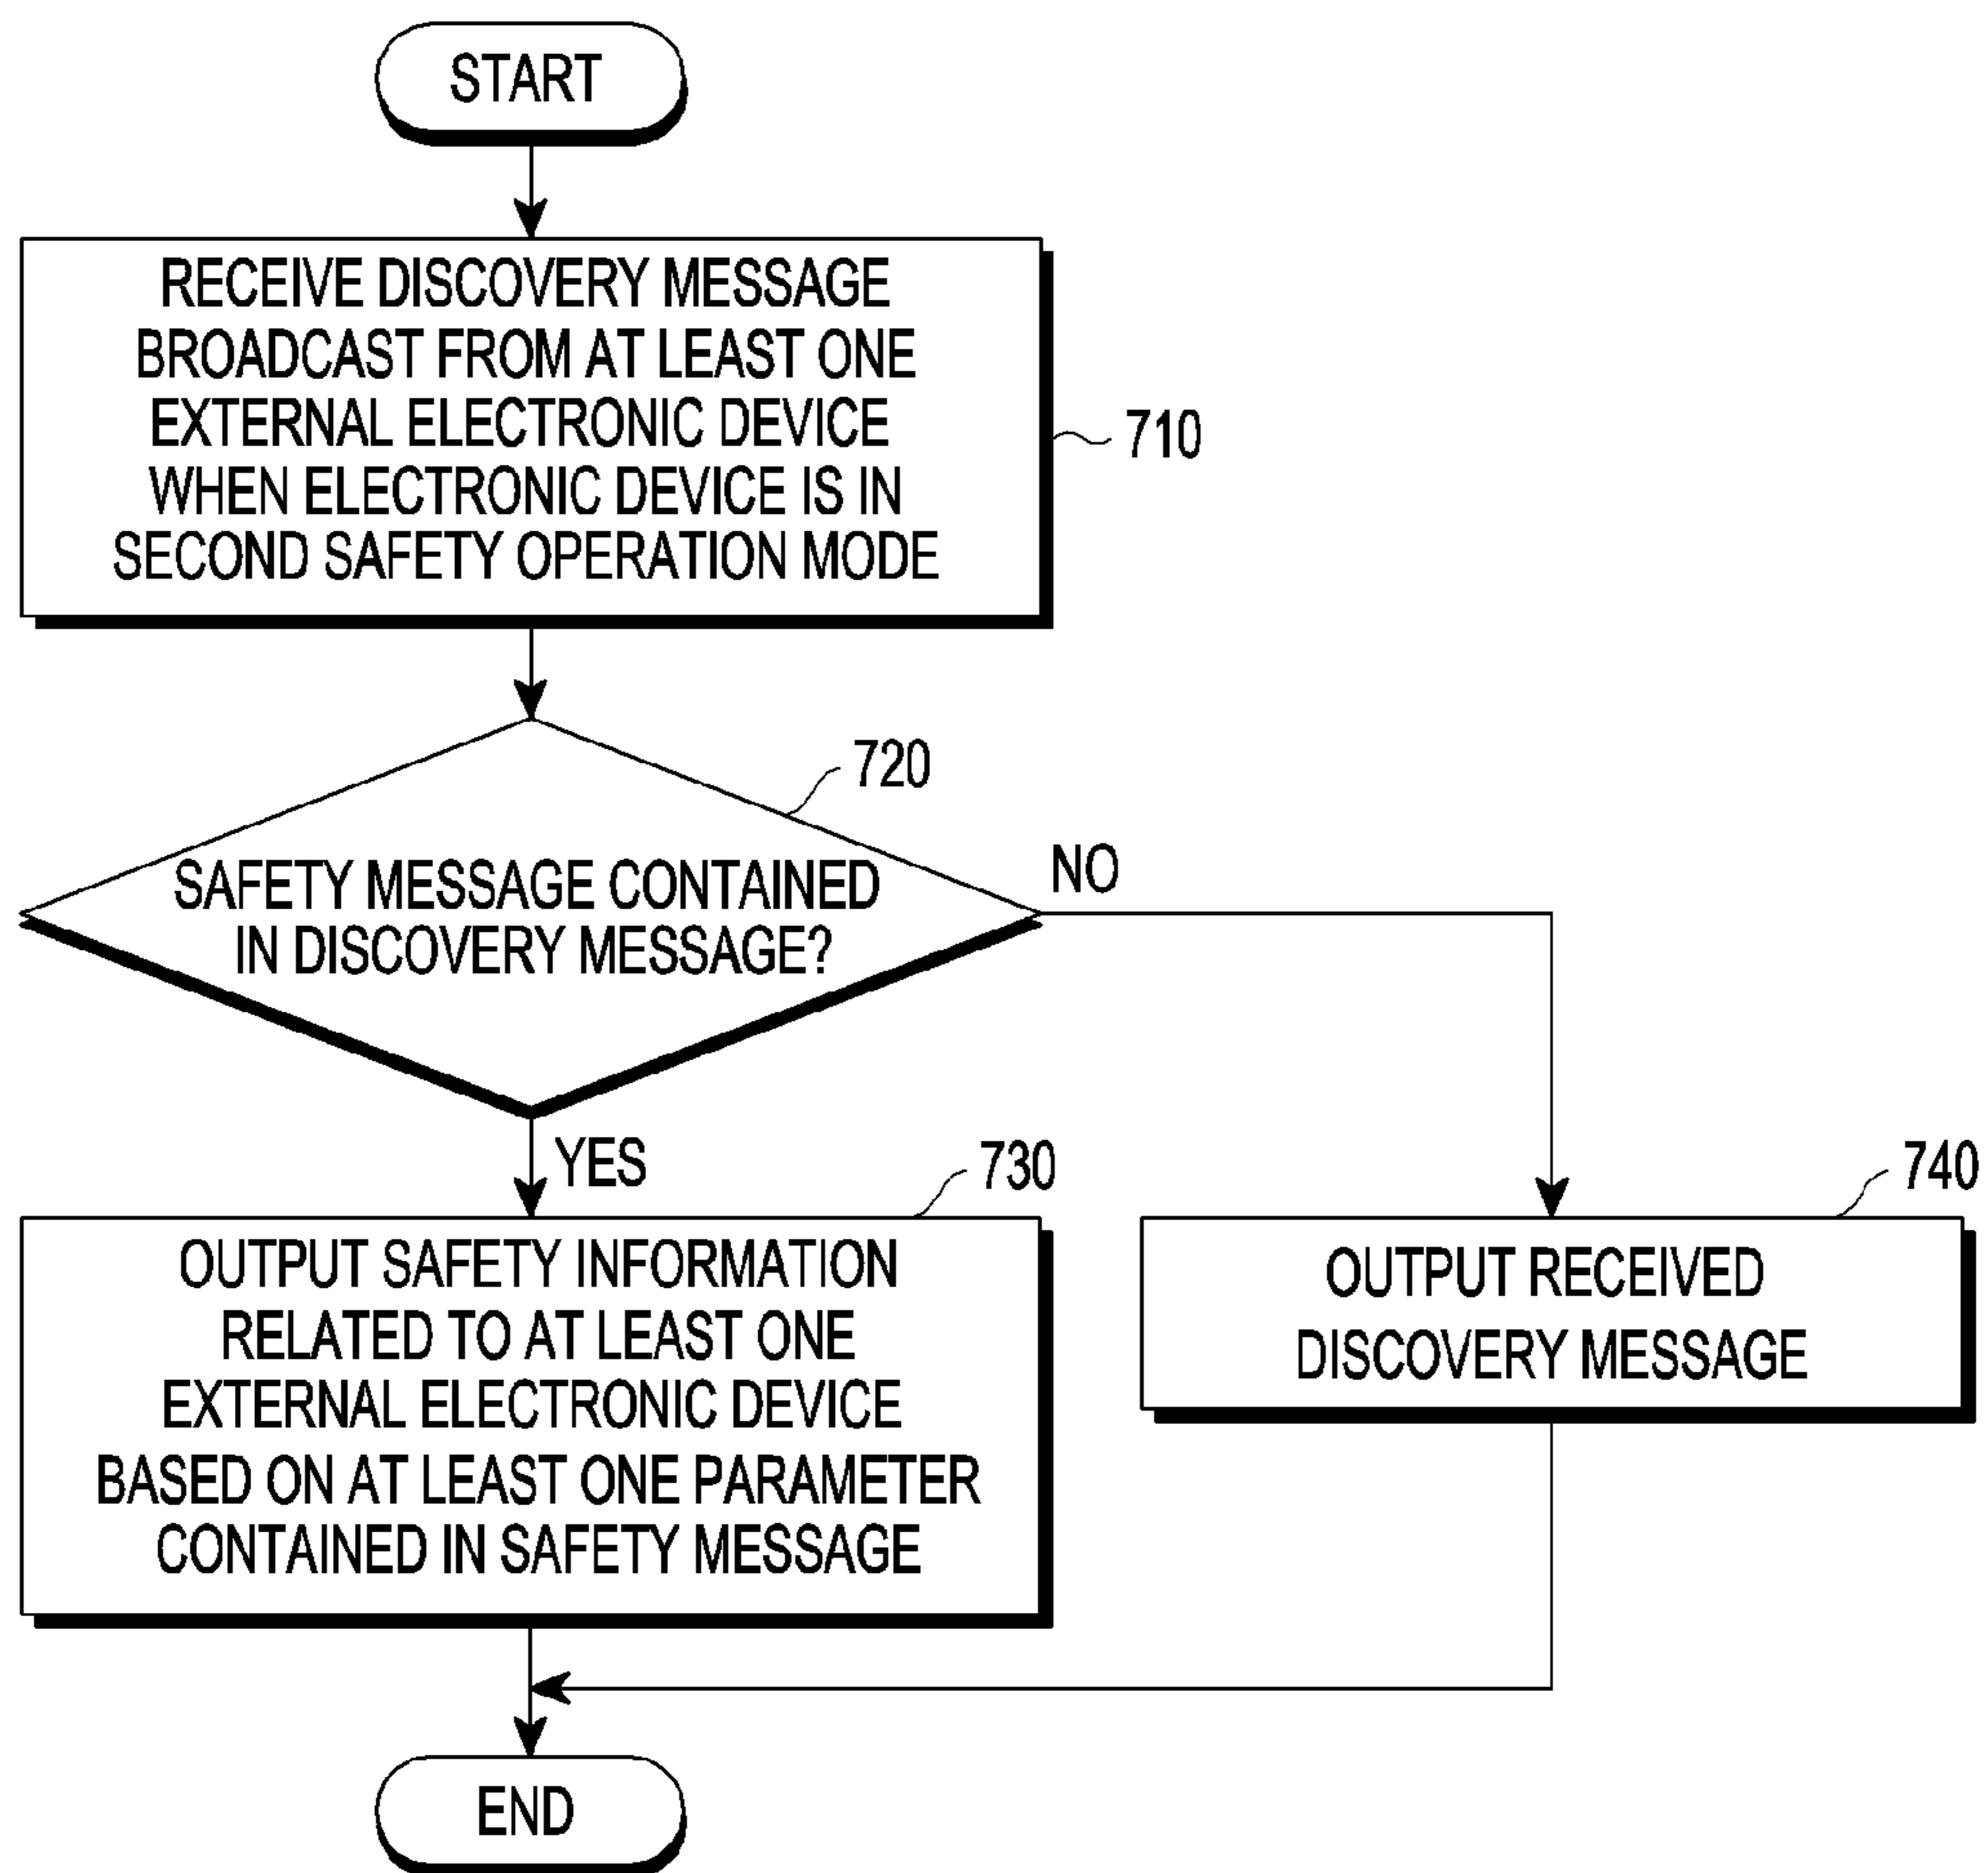 START
RECEIVE DISCOVERY MESSAGE
BROADCAST FROM AT LEAST ONE
EXTERNAL ELECTRONIC DEVICE
WHEN ELECTRONIC DEVICE IS IN
SECOND SAFETY OPERATION MODE
710
720
SAFETY MESSAGE CONTAINED
IN DISCOVERY MESSAGE?
NO
YES
730
OUTPUT SAFETY INFORMATION
RELATED TO AT LEAST ONE
EXTERNAL ELECTRONIC DEVICE
BASED ON AT LEAST ONE PARAMETER
CONTAINED IN SAFETY MESSAGE
740
OUTPUT RECEIVED
DISCOVERY MESSAGE
END